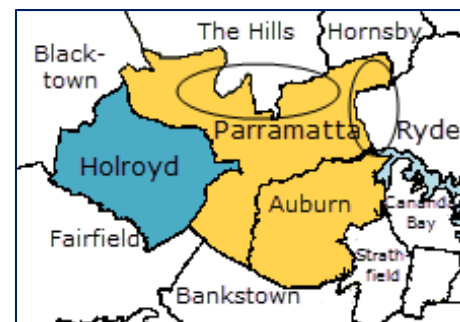 The Hills
Hornsby
Black-
town
Parramatta
Ryde
Holroyd
Auburn
Canada
Bay
Fairfield
Strath-
field
Bankstown